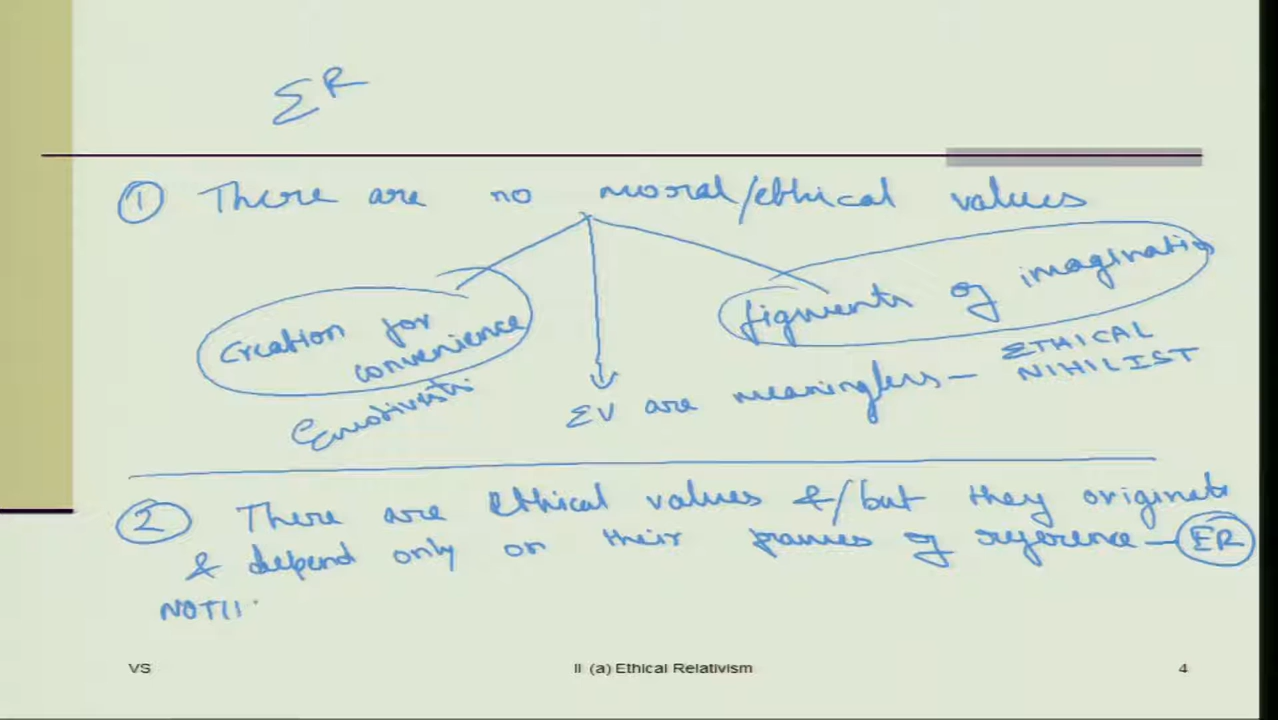 ER
① There are no moral/ethical values
Creation for convenience
figments of imagination
Emotivists
EV are meaningless — ETHICAL NIHILIST
② There are Ethical values &/but they originate
& depend only on their frames of reference — ER
NOT(1
VS II (a) Ethical Relativism 4